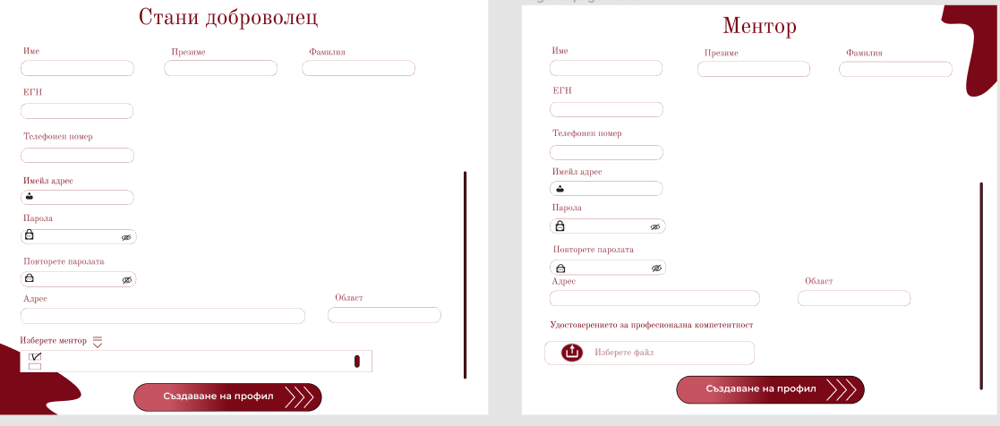 Стани доброволец
Име
Презиме
Фамилия
ЕГН
Телефонен номер
Имейл адрес
Парола
Повторете паролата
Адрес
Област
Изберете ментор
Създаване на профил
Ментор
Име
Презиме
Фамилия
ЕГН
Телефонен номер
Имейл адрес
Парола
Повторете паролата
Адрес
Област
Удостоверението за професионална компетентност
Изберете файл
Създаване на профил